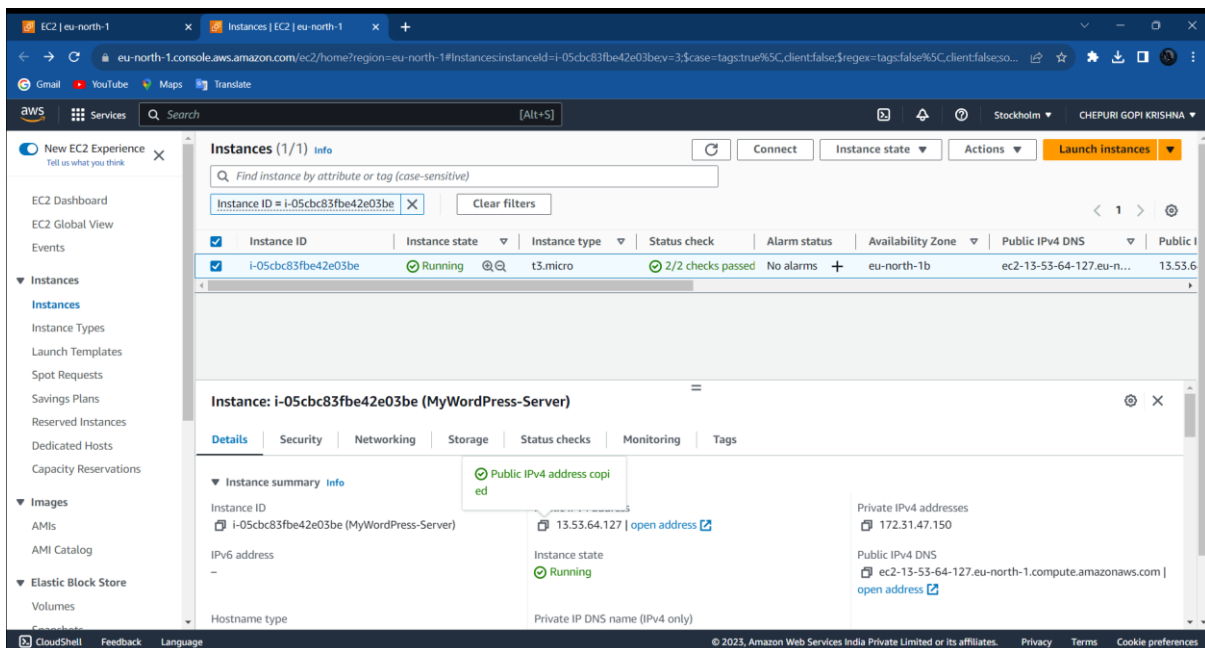 EC2 | eu-north-1
Instances | EC2 | eu-north-1
eu-north-1.console.aws.amazon.com/ec2/home?region=eu-north-1#Instances:instanceId=i-05cbc83fbe42e03be;v=3;$case=tags:true%5C,client:false;$regex=tags:false%5C,client:false;so...
Gmail YouTube Maps Translate
aws Services Search [Alt+S] Stockholm CHEPURI GOPI KRISHNA
New EC2 Experience
Tell us what you think
EC2 Dashboard
EC2 Global View
Events
Instances
Instances
Instance Types
Launch Templates
Spot Requests
Savings Plans
Reserved Instances
Dedicated Hosts
Capacity Reservations
Images
AMIs
AMI Catalog
Elastic Block Store
Volumes
Instances (1/1) Info
Connect Instance state Actions Launch instances
Find instance by attribute or tag (case-sensitive)
Instance ID = i-05cbc83fbe42e03be Clear filters
1
Instance ID Instance state Instance type Status check Alarm status Availability Zone Public IPv4 DNS Public I
i-05cbc83fbe42e03be Running t3.micro 2/2 checks passed No alarms eu-north-1b ec2-13-53-64-127.eu-n... 13.53.6
Instance: i-05cbc83fbe42e03be (MyWordPress-Server)
Details Security Networking Storage Status checks Monitoring Tags
Public IPv4 address copi
ed
Instance summary Info
Instance ID
i-05cbc83fbe42e03be (MyWordPress-Server)
13.53.64.127 | open address
Private IPv4 addresses
172.31.47.150
IPv6 address
–
Instance state
Running
Public IPv4 DNS
ec2-13-53-64-127.eu-north-1.compute.amazonaws.com |
open address
Hostname type
Private IP DNS name (IPv4 only)
CloudShell Feedback Language © 2023, Amazon Web Services India Private Limited or its affiliates. Privacy Terms Cookie preferences